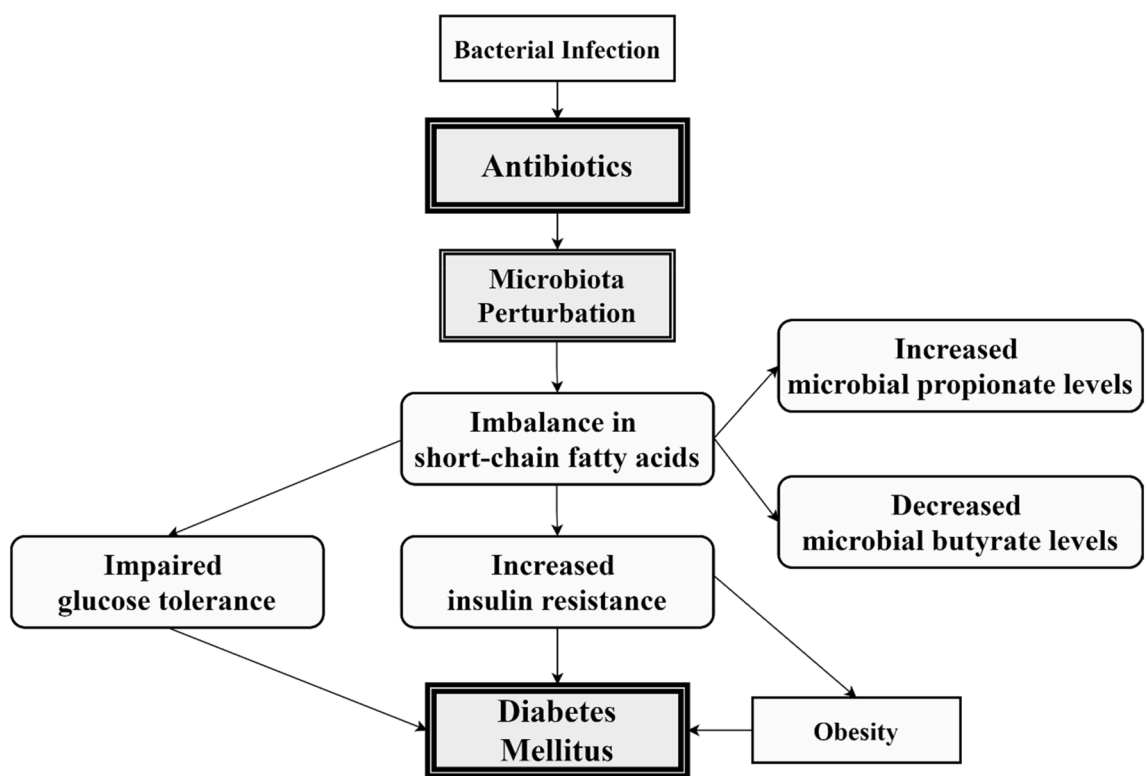 Bacterial Infection
Antibiotics
Microbiota
Perturbation
Increased
microbial propionate levels
Imbalance in
short-chain fatty acids
Decreased
microbial butyrate levels
Impaired
glucose tolerance
Increased
insulin resistance
Diabetes
Mellitus
Obesity